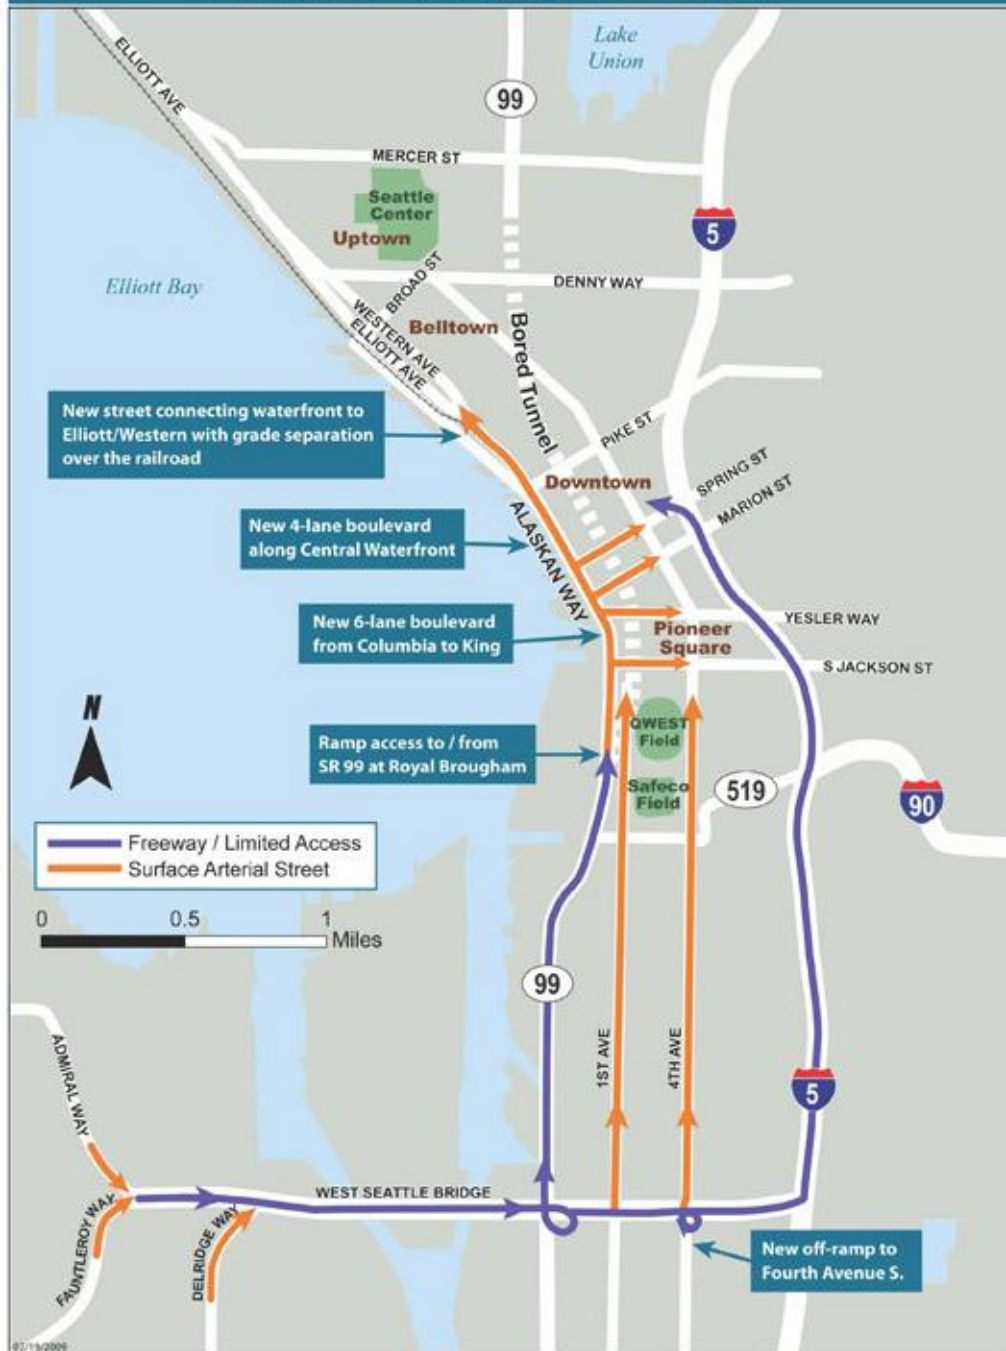 Lake
Union
ELLIOTT AVE
99
MERCER ST
Seattle
Center
Uptown
5
Elliott Bay
BROAD ST
DENNY WAY
WESTERN AVE
ELLIOTT AVE
Belltown
Bored Tunnel
New street connecting waterfront to
Elliott/Western with grade separation
over the railroad
PIKE ST
Downtown
SPRING ST
MARION ST
New 4-lane boulevard
along Central Waterfront
ALASKAN WAY
New 6-lane boulevard
from Columbia to King
YESLER WAY
Pioneer
Square
S JACKSON ST
N
Ramp access to / from
SR 99 at Royal Brougham
QWEST
Field
Safeco
Field
519
90
Freeway / Limited Access
Surface Arterial Street
0 0.5 1
Miles
99
1ST AVE
4TH AVE
5
ADMIRAL WAY
WEST SEATTLE BRIDGE
FAUNTLEROY WAY
DELRIDGE WAY
New off-ramp to
Fourth Avenue S.